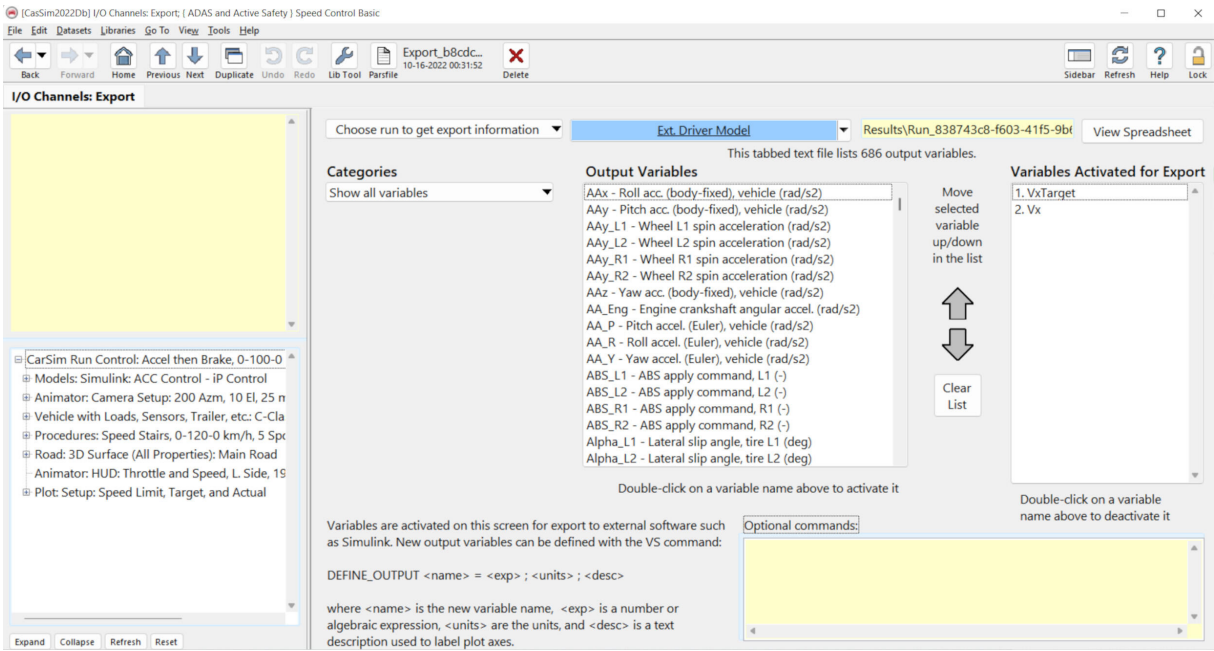 [CasSim2022Db] I/O Channels: Export; { ADAS and Active Safety } Speed Control Basic
File Edit Datasets Libraries Go To View Tools Help
Back Forward Home Previous Next Duplicate Undo Redo Lib Tool Parsfile Export_b8cdc... 10-16-2022 00:31:52 Delete Sidebar Refresh Help Lock
I/O Channels: Export
Choose run to get export information Ext. Driver Model Results\Run_838743c8-f603-41f5-9b6 View Spreadsheet
This tabbed text file lists 686 output variables.
Categories
Show all variables
Output Variables
AAx - Roll acc. (body-fixed), vehicle (rad/s2)
AAy - Pitch acc. (body-fixed), vehicle (rad/s2)
AAy_L1 - Wheel L1 spin acceleration (rad/s2)
AAy_L2 - Wheel L2 spin acceleration (rad/s2)
AAy_R1 - Wheel R1 spin acceleration (rad/s2)
AAy_R2 - Wheel R2 spin acceleration (rad/s2)
AAz - Yaw acc. (body-fixed), vehicle (rad/s2)
AA_Eng - Engine crankshaft angular accel. (rad/s2)
AA_P - Pitch accel. (Euler), vehicle (rad/s2)
AA_R - Roll accel. (Euler), vehicle (rad/s2)
AA_Y - Yaw accel. (Euler), vehicle (rad/s2)
ABS_L1 - ABS apply command, L1 (-)
ABS_L2 - ABS apply command, L2 (-)
ABS_R1 - ABS apply command, R1 (-)
ABS_R2 - ABS apply command, R2 (-)
Alpha_L1 - Lateral slip angle, tire L1 (deg)
Alpha_L2 - Lateral slip angle, tire L2 (deg)
Double-click on a variable name above to activate it
Move
selected
variable
up/down
in the list
Clear
List
Variables Activated for Export
1. VxTarget
2. Vx
Double-click on a variable
name above to deactivate it
CarSim Run Control: Accel then Brake, 0-100-0
Models: Simulink: ACC Control - iP Control
Animator: Camera Setup: 200 Azm, 10 El, 25 m
Vehicle with Loads, Sensors, Trailer, etc.: C-Cla
Procedures: Speed Stairs, 0-120-0 km/h, 5 Spd
Road: 3D Surface (All Properties): Main Road
Animator: HUD: Throttle and Speed, L. Side, 19
Plot: Setup: Speed Limit, Target, and Actual
Variables are activated on this screen for export to external software such
as Simulink. New output variables can be defined with the VS command:
DEFINE_OUTPUT <name> = <exp> ; <units> ; <desc>
where <name> is the new variable name, <exp> is a number or
algebraic expression, <units> are the units, and <desc> is a text
description used to label plot axes.
Optional commands:
Expand Collapse Refresh Reset